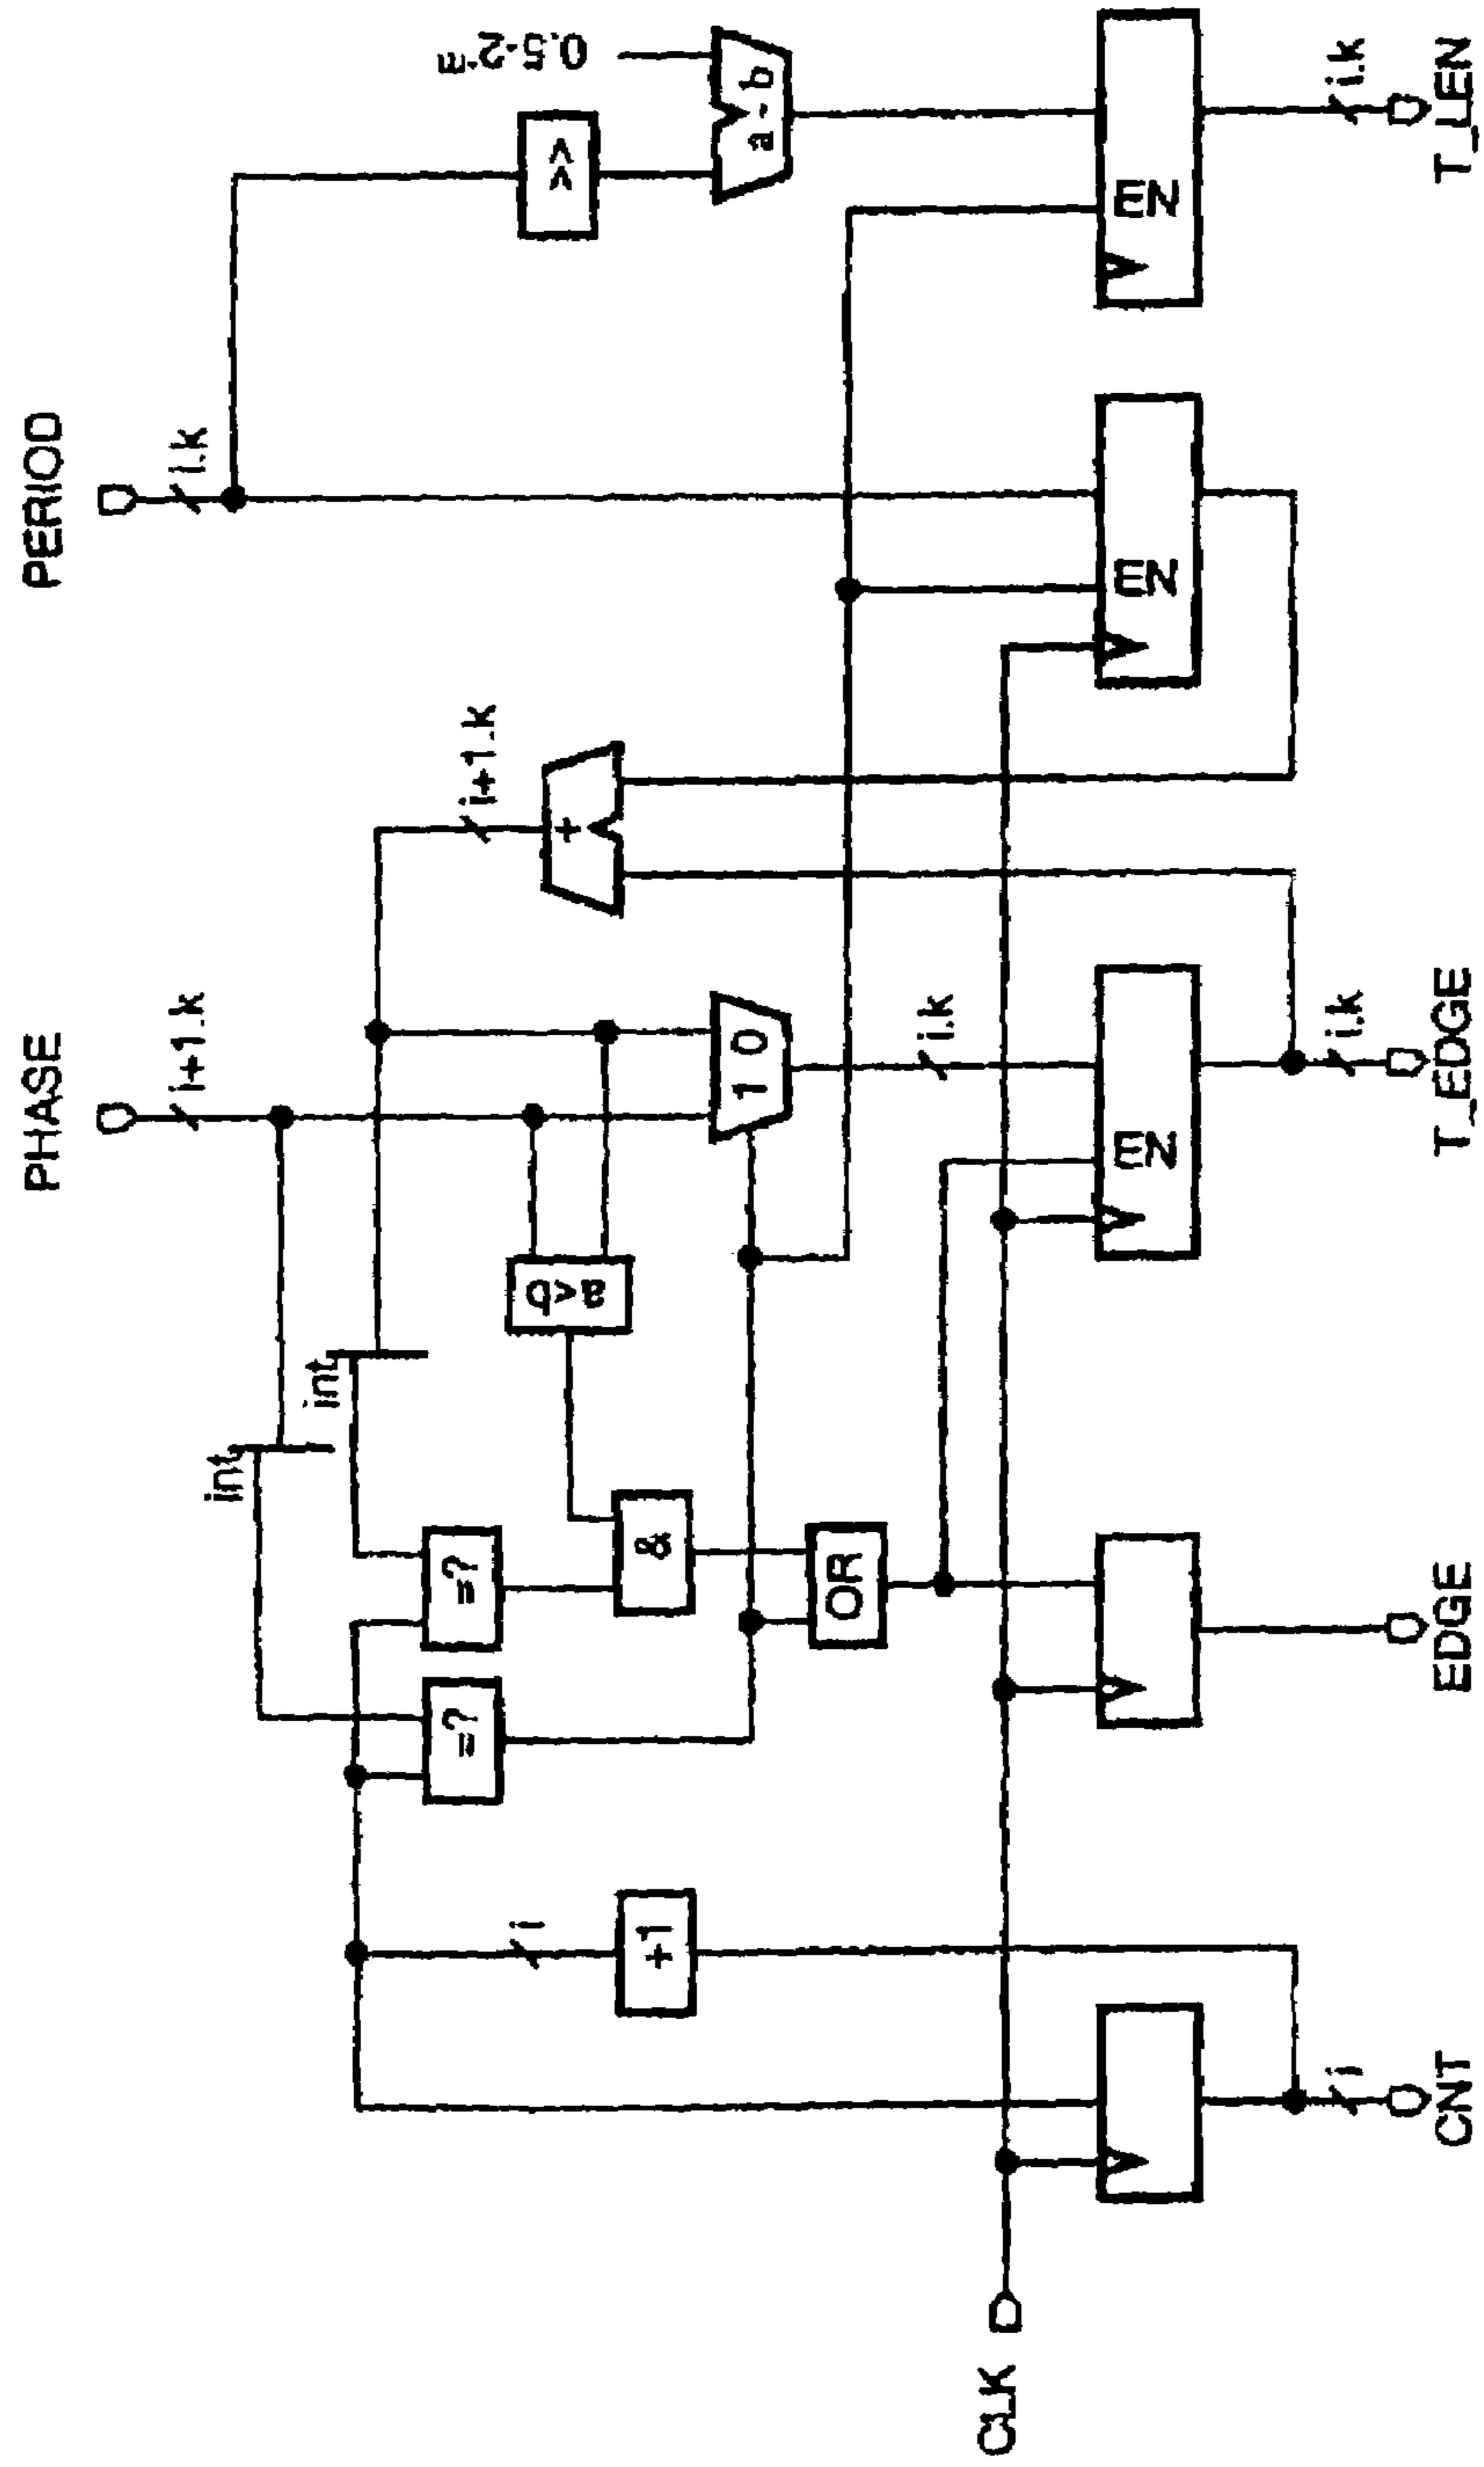 PHASE
PERIOD
i+1.k
i.k
int
int
=?
=?
i+1.k
+
i
a<b
>>
0.5·2
+1
&
1 0
a - b
OR
i.k
CLK
EN
EN
EN
i
i.k
i.k
CNT
EDGE
T_EDGE
T_LEN